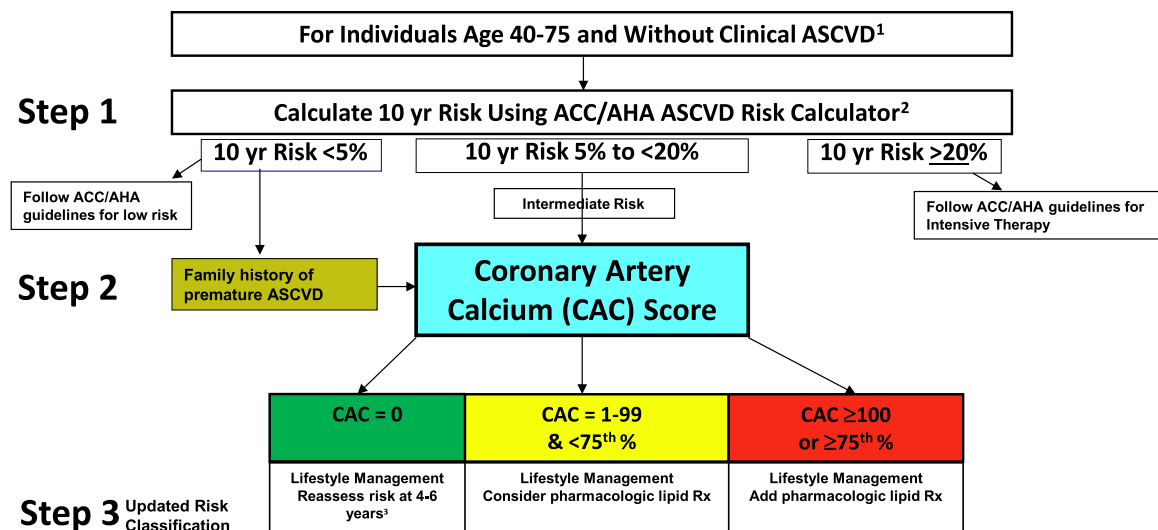 For Individuals Age 40-75 and Without Clinical ASCVD¹
Step 1
Calculate 10 yr Risk Using ACC/AHA ASCVD Risk Calculator²
10 yr Risk <5%
10 yr Risk 5% to <20%
10 yr Risk >20%
Follow ACC/AHA
guidelines for low risk
Intermediate Risk
Follow ACC/AHA guidelines for
Intensive Therapy
Step 2
Family history of
premature ASCVD
Coronary Artery
Calcium (CAC) Score
CAC = 0
CAC = 1-99
& <75th %
CAC ≥100
or ≥75th %
Lifestyle Management
Reassess risk at 4-6
years³
Lifestyle Management
Consider pharmacologic lipid Rx
Lifestyle Management
Add pharmacologic lipid Rx
Step 3
Updated Risk
Classification